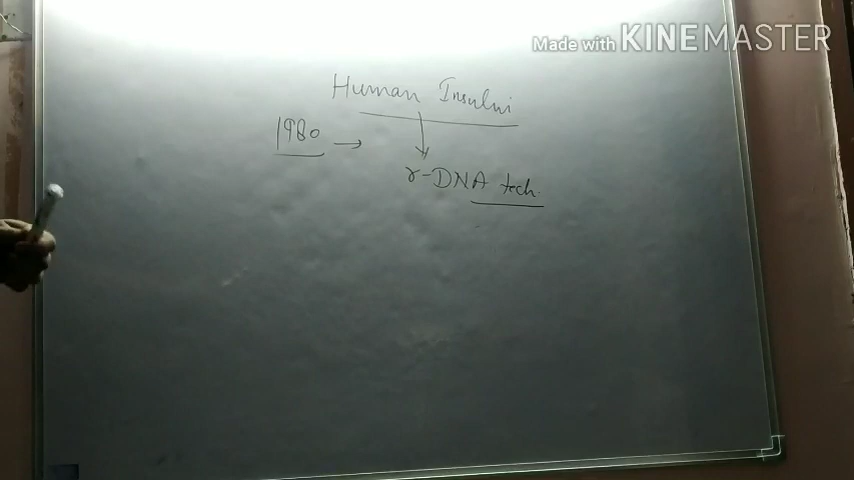 Made with KINEMASTER
Human Insulin
1980 →
r-DNA tech.